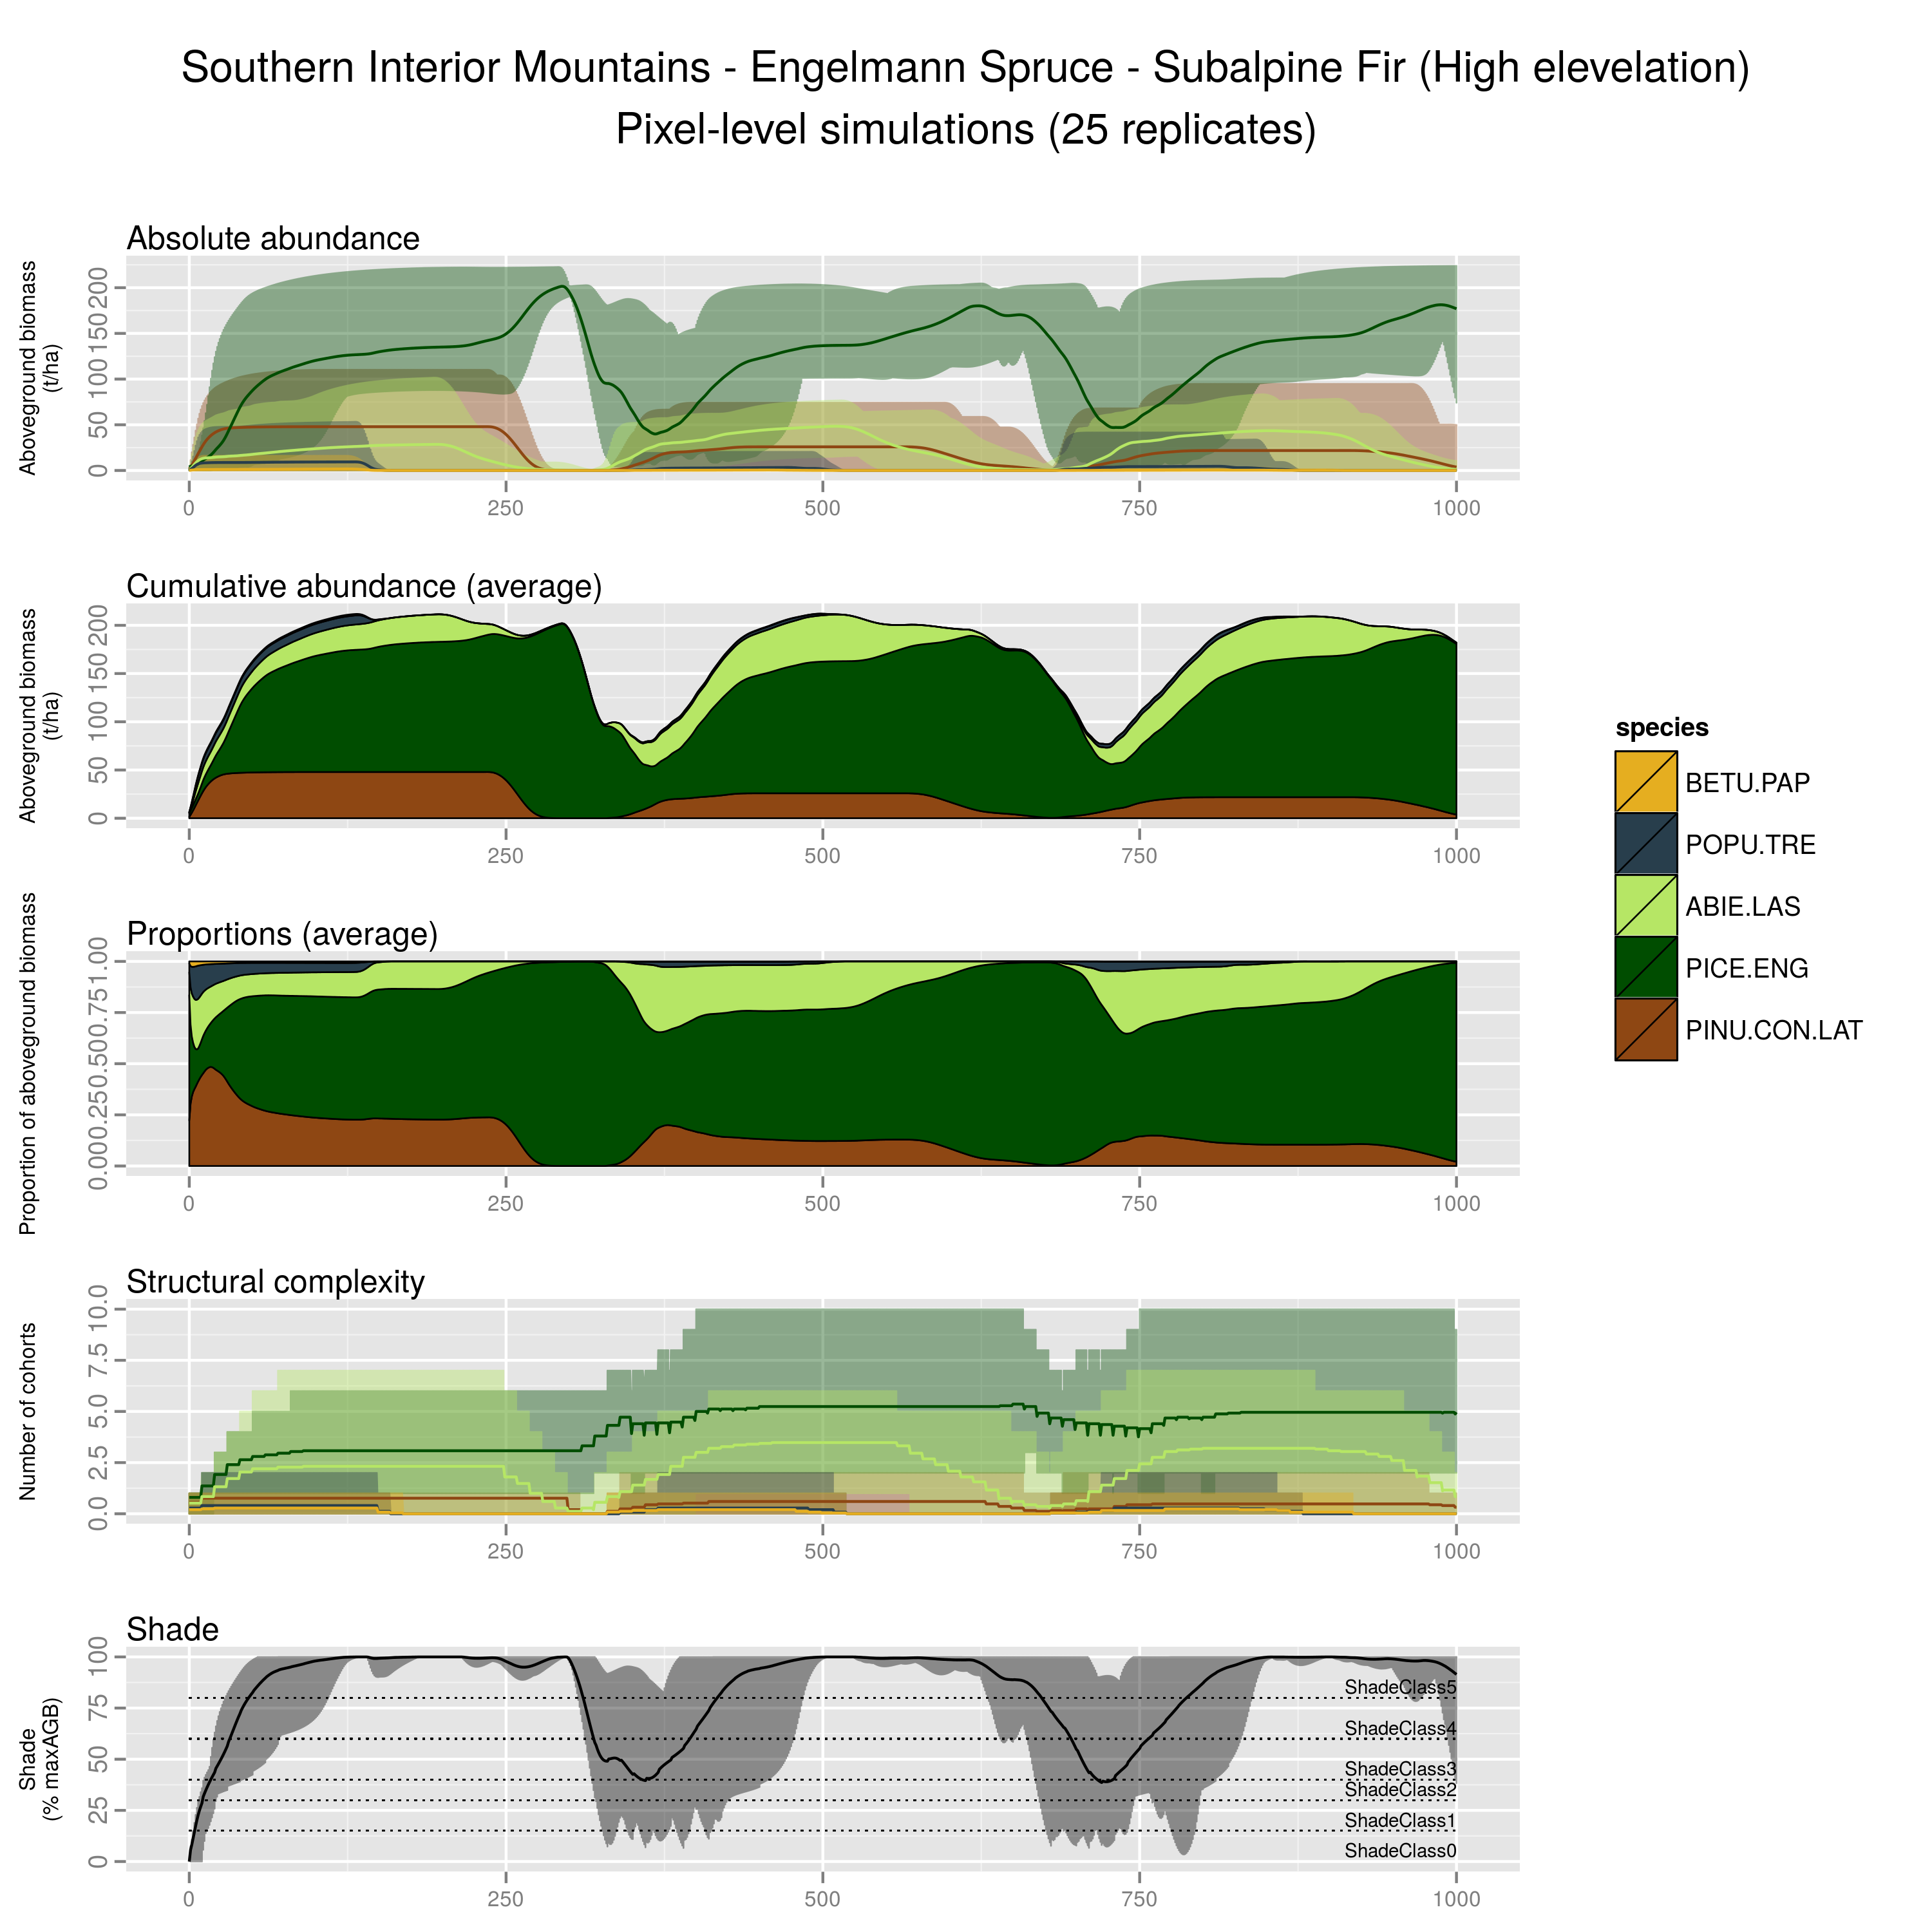 Southern Interior Mountains - Engelmann Spruce - Subalpine Fir (High elevelation)
Pixel-level simulations (25 replicates)
Absolute abundance
Aboveground biomass
(t/ha)
200
150
100
50
0
0 250 500 750 1000
Cumulative abundance (average)
Aboveground biomass
(t/ha)
200
150
100
50
0
0 250 500 750 1000
Proportions (average)
Proportion of aboveground biomass
1.00
0.75
0.50
0.25
0.00
0 250 500 750 1000
Structural complexity
Number of cohorts
10.0
7.5
5.0
2.5
0.0
0 250 500 750 1000
Shade
Shade
(% maxAGB)
100
75
50
25
0
ShadeClass5
ShadeClass4
ShadeClass3
ShadeClass2
ShadeClass1
ShadeClass0
0 250 500 750 1000
species
BETU.PAP
POPU.TRE
ABIE.LAS
PICE.ENG
PINU.CON.LAT